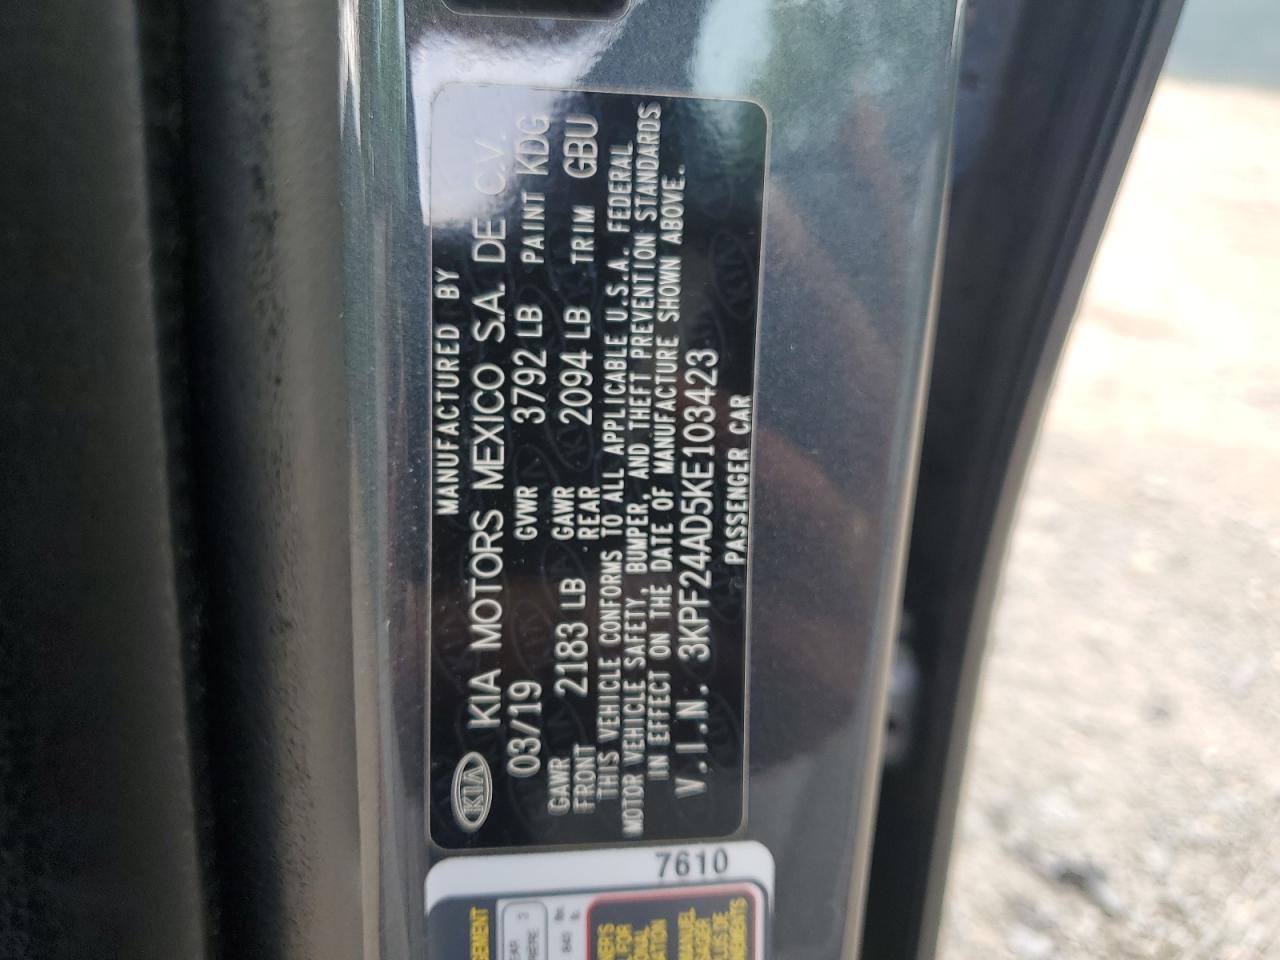 MANUFACTURED BY
KIA KIA MOTORS MEXICO S.A. DE C.V.
03/19 GVWR 3792 LB PAINT KDG
GAWR FRONT 2183 LB GAWR REAR 2094 LB TRIM GBU
THIS VEHICLE CONFORMS TO ALL APPLICABLE U.S.A. FEDERAL
MOTOR VEHICLE SAFETY, BUMPER, AND THEFT PREVENTION STANDARDS
IN EFFECT ON THE DATE OF MANUFACTURE SHOWN ABOVE.
V.I.N. 3KPF24AD5KE103423
PASSENGER CAR
7610